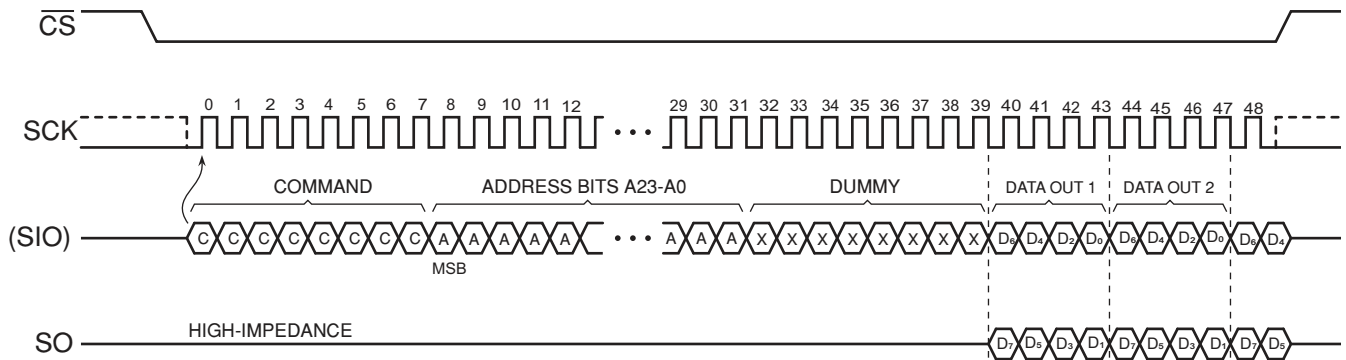 CS
0 1 2 3 4 5 6 7 8 9 10 11 12 29 30 31 32 33 34 35 36 37 38 39 40 41 42 43 44 45 46 47 48
SCK
COMMAND ADDRESS BITS A23-A0 DUMMY DATA OUT 1 DATA OUT 2
(SIO) C C C C C C C C A A A A A A A A X X X X X X X X D₆ D₄ D₂ D₀ D₆ D₄ D₂ D₀ D₆ D₄
MSB
HIGH-IMPEDANCE
SO D₇ D₅ D₃ D₁ D₇ D₅ D₃ D₁ D₇ D₅